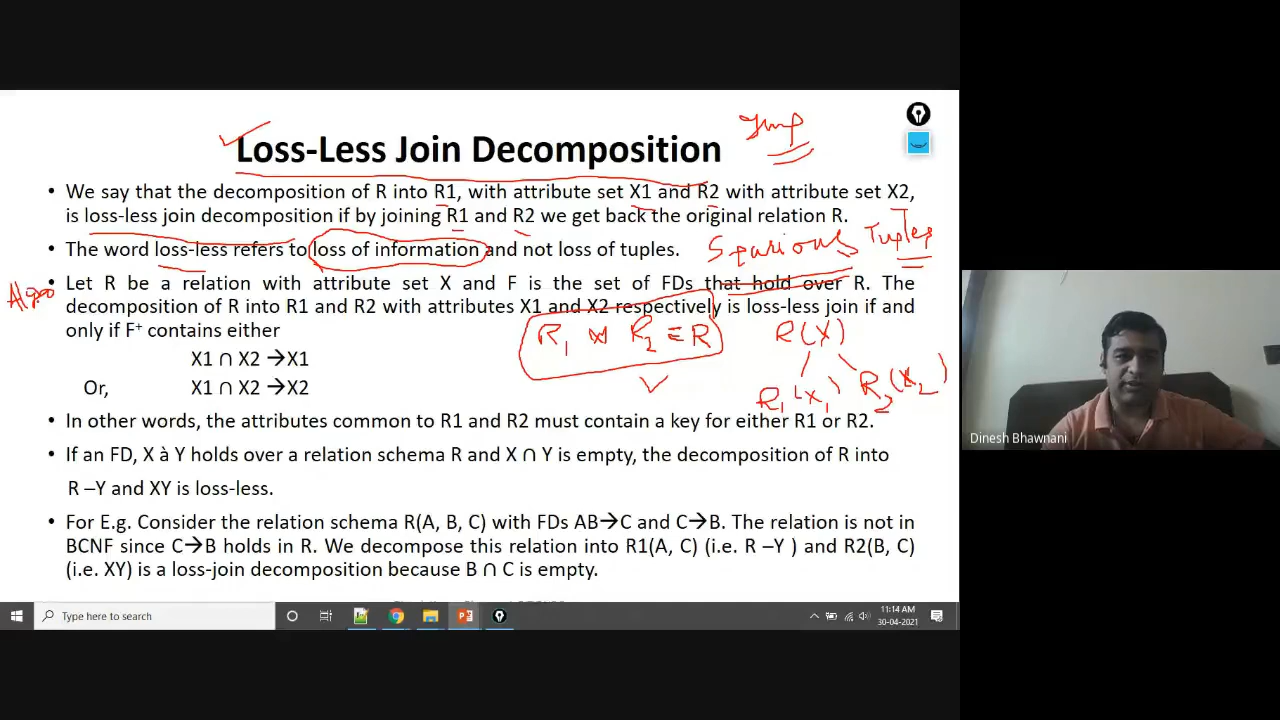 Loss-Less Join Decomposition
Imp
• We say that the decomposition of R into R1, with attribute set X1 and R2 with attribute set X2,
is loss-less join decomposition if by joining R1 and R2 we get back the original relation R.
• The word loss-less refers to loss of information and not loss of tuples.
Spurious Tuples
• Let R be a relation with attribute set X and F is the set of FDs that hold over R. The
decomposition of R into R1 and R2 with attributes X1 and X2 respectively is loss-less join if and
only if F⁺ contains either
R₁ ⋈ R₂ ≡ R
R(X)
X1 ∩ X2 →X1
Or, X1 ∩ X2 →X2
R₁(X₁) R₂(X₂)
• In other words, the attributes common to R1 and R2 must contain a key for either R1 or R2.
• If an FD, X à Y holds over a relation schema R and X ∩ Y is empty, the decomposition of R into
R –Y and XY is loss-less.
• For E.g. Consider the relation schema R(A, B, C) with FDs AB→C and C→B. The relation is not in
BCNF since C→B holds in R. We decompose this relation into R1(A, C) (i.e. R –Y ) and R2(B, C)
(i.e. XY) is a loss-join decomposition because B ∩ C is empty.
Dinesh Bhawnani
Type here to search
11:14 AM
30-04-2021